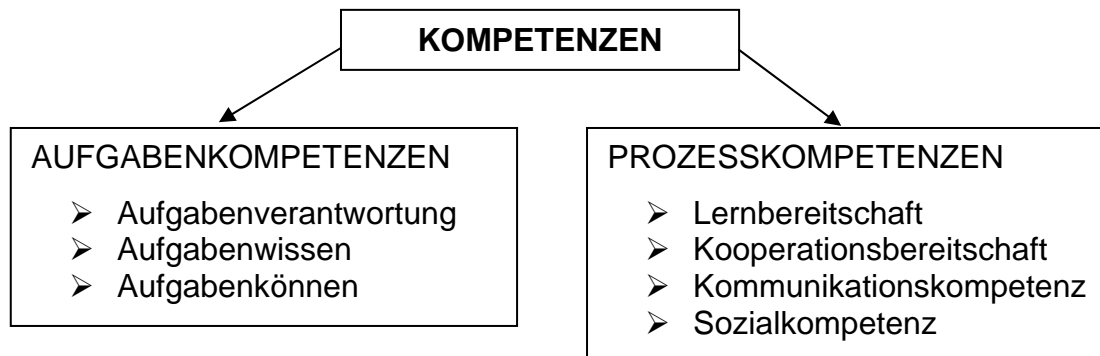 KOMPETENZEN
AUFGABENKOMPETENZEN
➢ Aufgabenverantwortung
➢ Aufgabenwissen
➢ Aufgabenkönnen
PROZESSKOMPETENZEN
➢ Lernbereitschaft
➢ Kooperationsbereitschaft
➢ Kommunikationskompetenz
➢ Sozialkompetenz